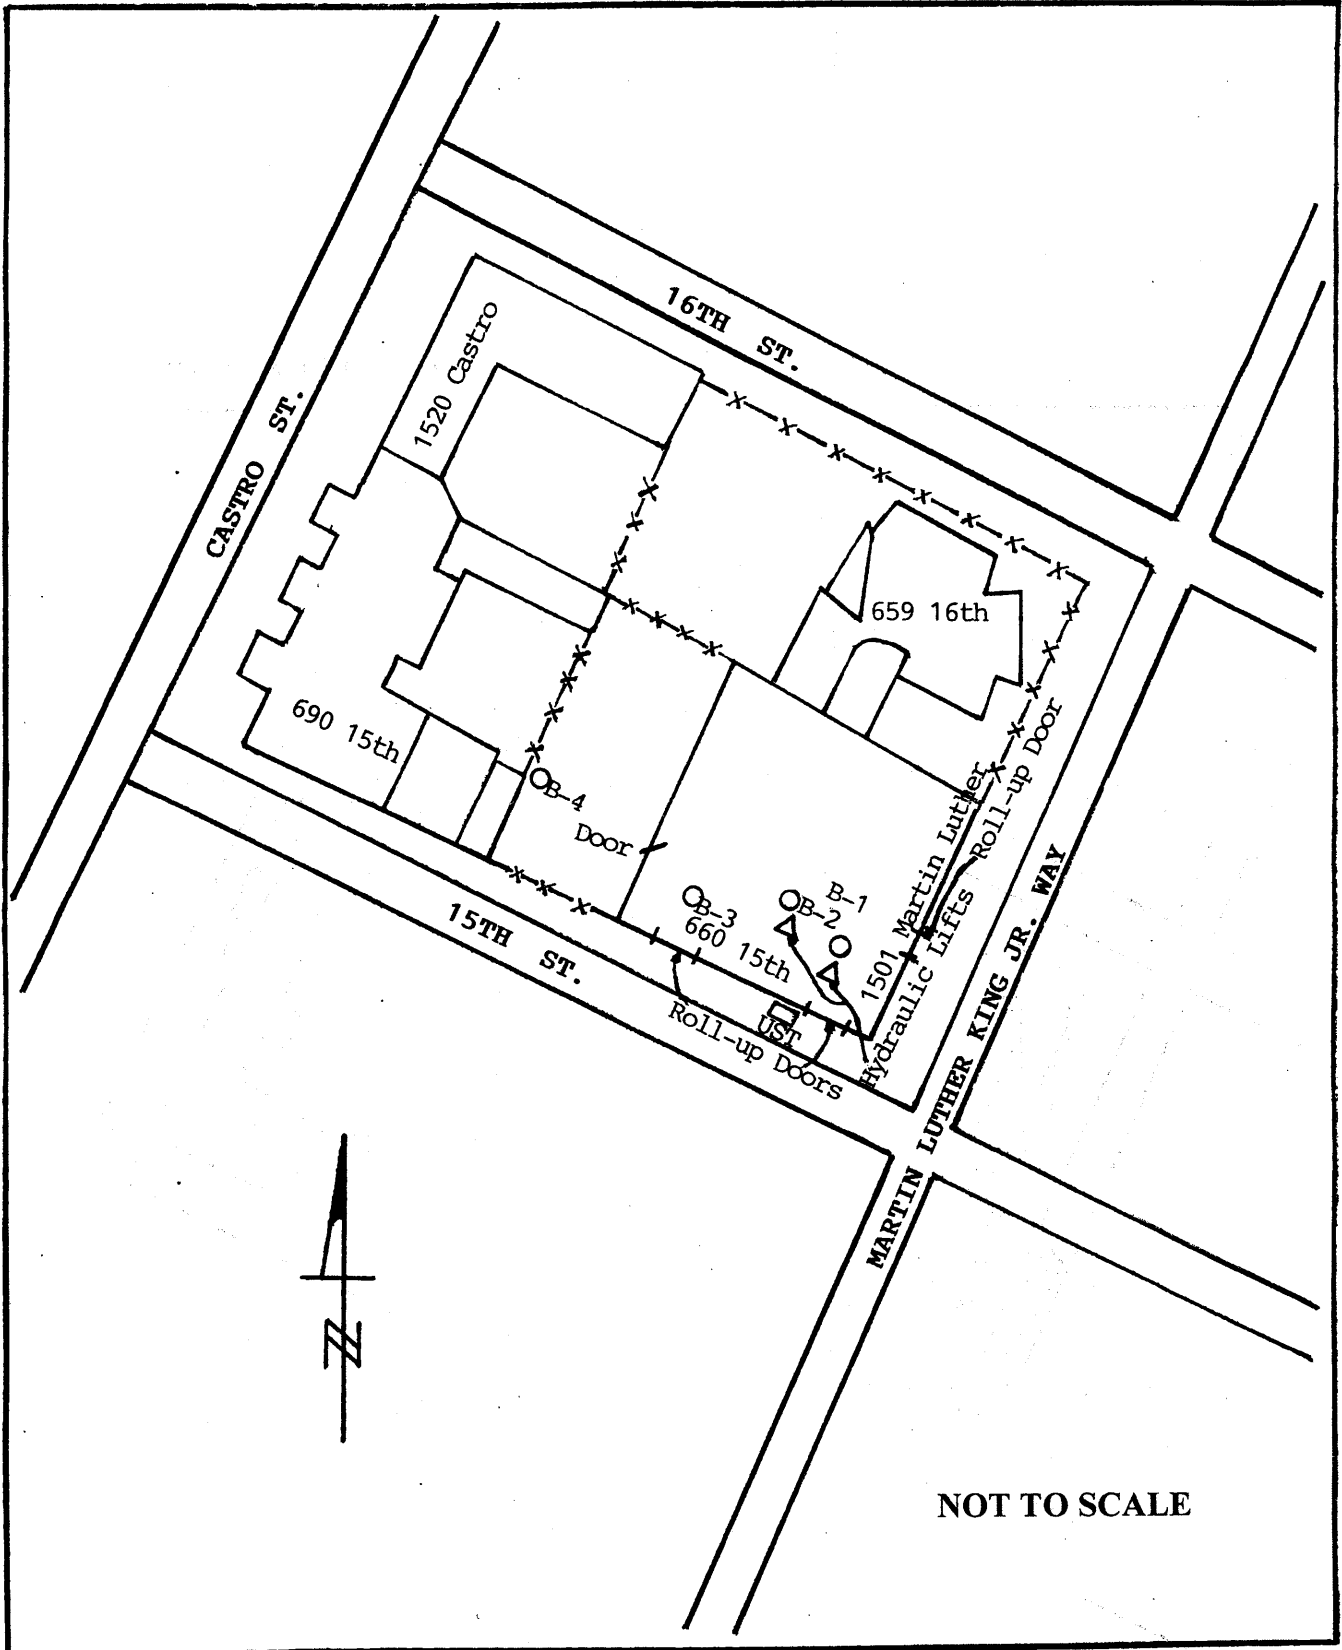 16TH ST.
1520 Castro
CASTRO ST.
659 16th
690 15th
Roll-up Door
B-4
Door
Martin Luther
1501
B-1
B-2
B-3
660 15th
Hydraulic Lifts
15TH ST.
UST
Roll-up Doors
MARTIN LUTHER KING JR. WAY
N
NOT TO SCALE